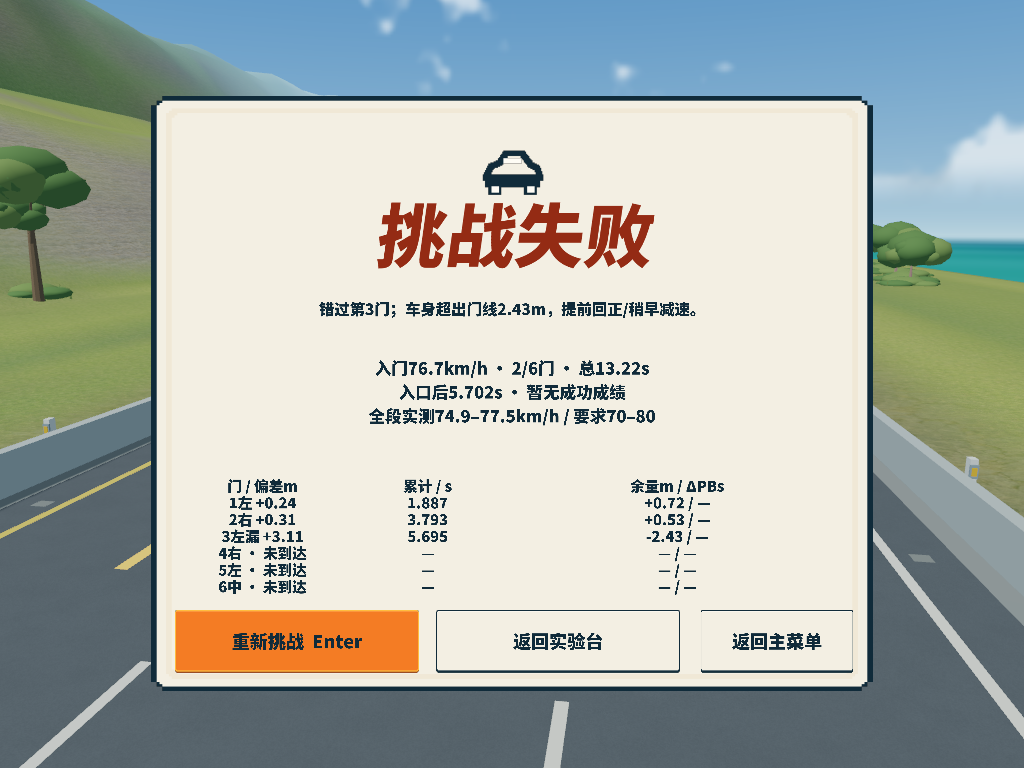 挑战失败
错过第3门；车身超出门线2.43m，提前回正/稍早减速。
入门76.7km/h · 2/6门 · 总13.22s
入口后5.702s · 暂无成功成绩
全段实测74.9–77.5km/h / 要求70–80
门 / 偏差m 累计 / s 余量m / ΔPBs
1左 +0.24 1.887 +0.72 / —
2右 +0.31 3.793 +0.53 / —
3左漏 +3.11 5.695 -2.43 / —
4右 · 未到达 — — / —
5左 · 未到达 — — / —
6中 · 未到达 — — / —
重新挑战 Enter 返回实验台 返回主菜单